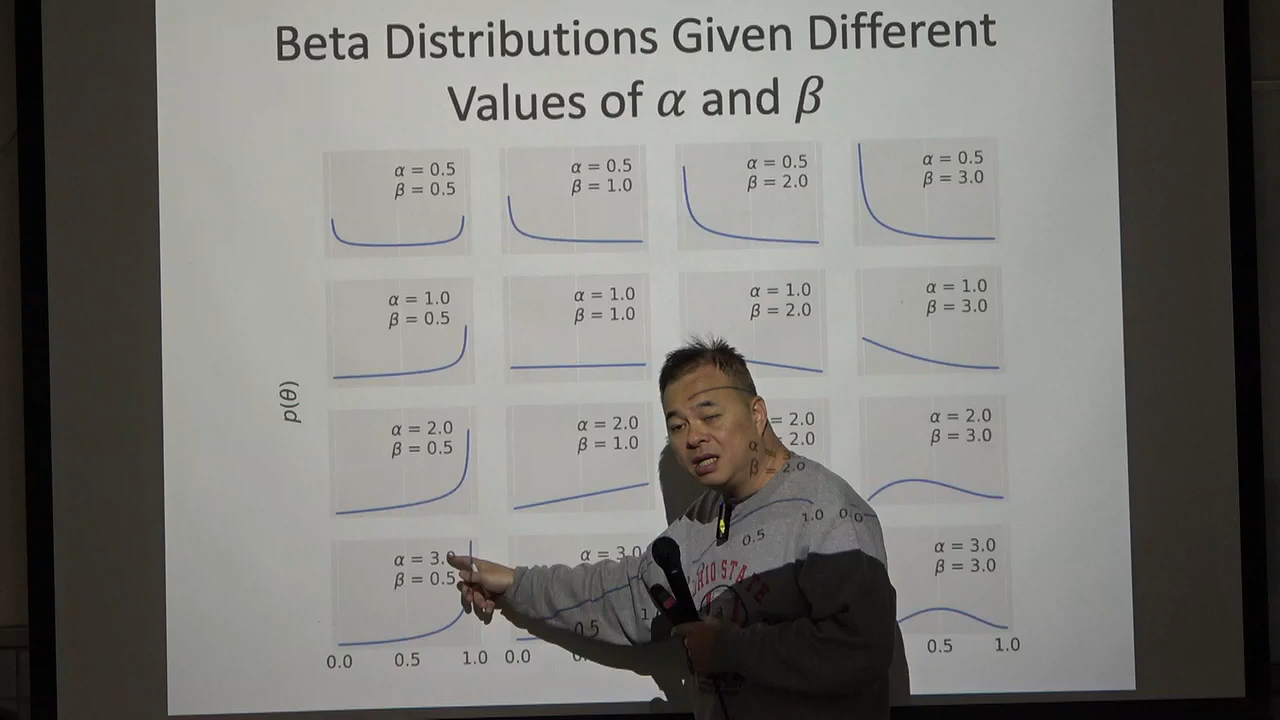 Beta Distributions Given Different
Values of α and β
α = 0.5
β = 0.5
α = 0.5
β = 1.0
α = 0.5
β = 2.0
α = 0.5
β = 3.0
α = 1.0
β = 0.5
α = 1.0
β = 1.0
α = 1.0
β = 2.0
α = 1.0
β = 3.0
p(θ)
α = 2.0
β = 0.5
α = 2.0
β = 1.0
= 2.0
2.0
α = 2.0
β = 3.0
α = 3.0
β = 0.5
α = 3.0
α =
β = 2.0
α = 3.0
β = 3.0
0.0 0.5 1.0
0.0 0.5
0.5 1.0
0.0 0.5 1.0
STATE